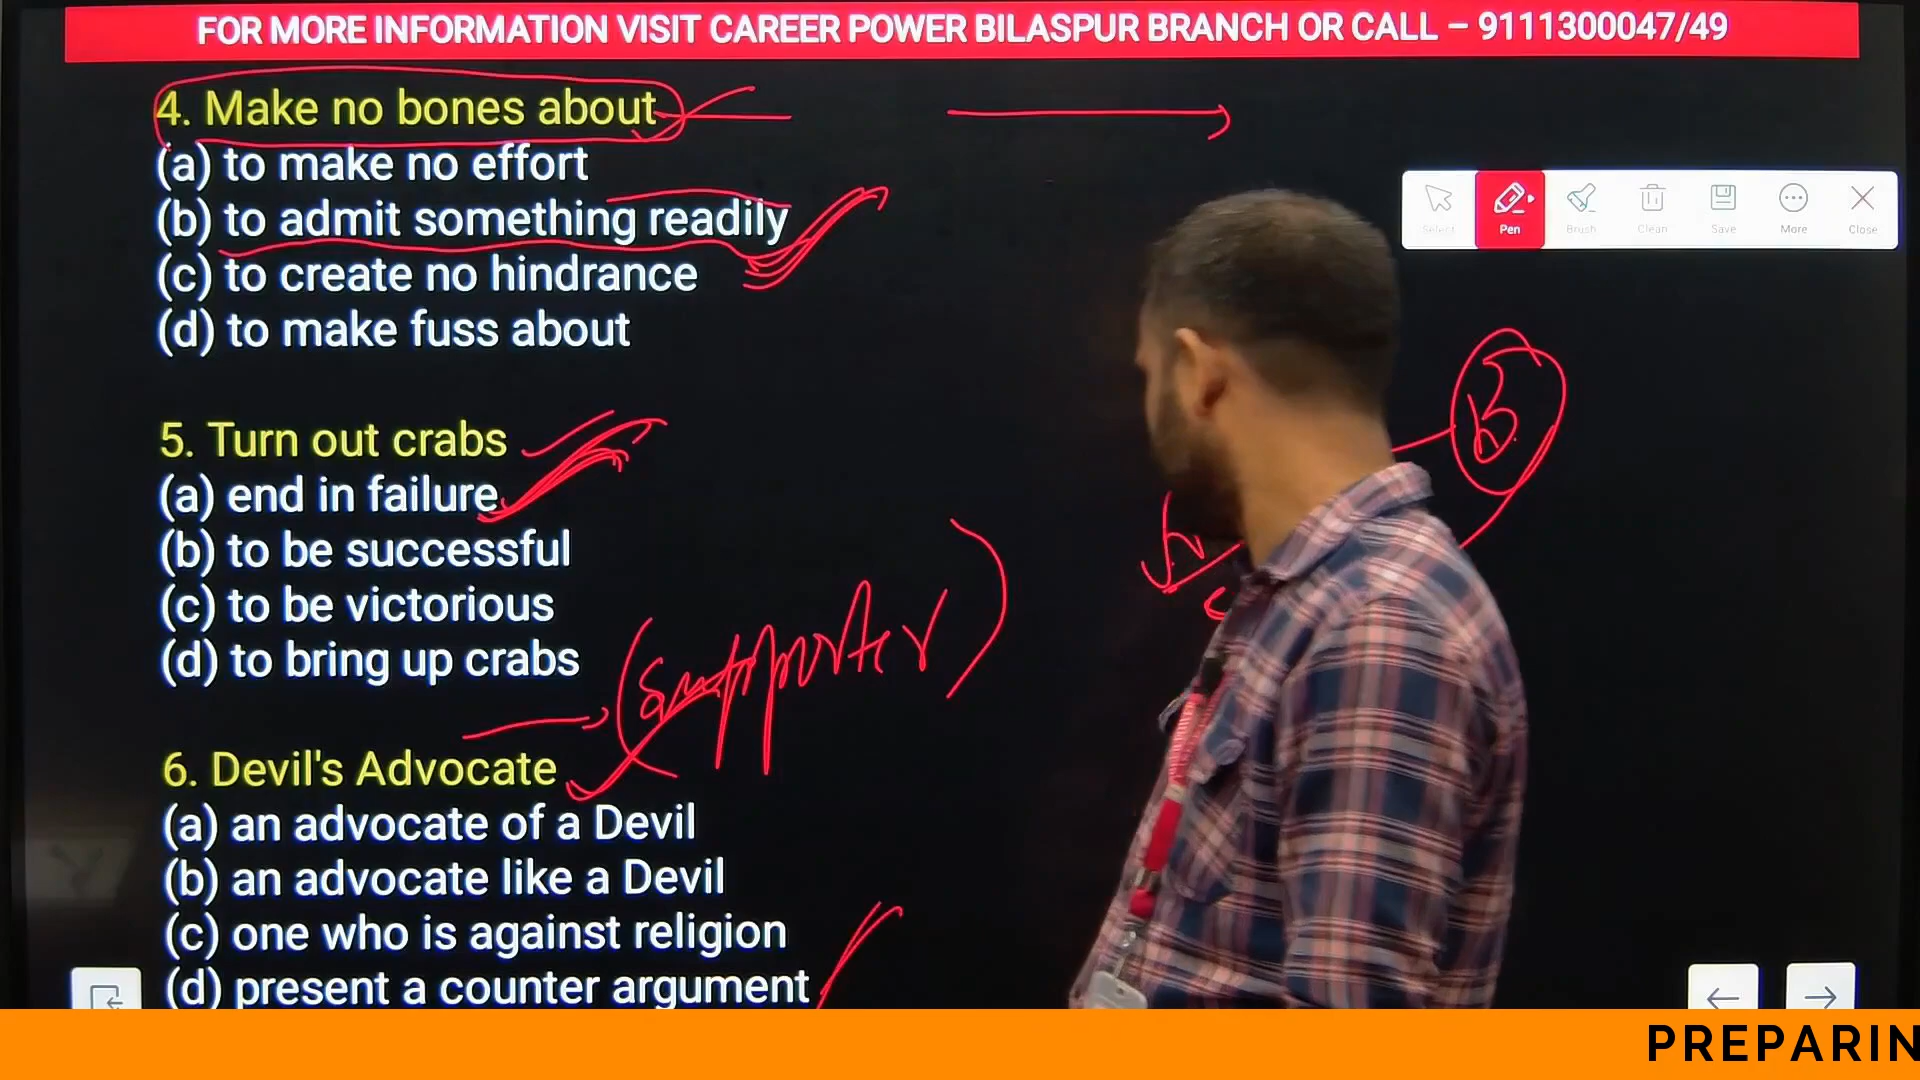 FOR MORE INFORMATION VISIT CAREER POWER BILASPUR BRANCH OR CALL – 9111300047/49
4. Make no bones about
(a) to make no effort
(b) to admit something readily
(c) to create no hindrance
(d) to make fuss about
Select
Pen
Brush
Clean
Save
More
Close
B
5. Turn out crabs
(a) end in failure
(b) to be successful
(c) to be victorious
(d) to bring up crabs
(Supporter)
6. Devil's Advocate
(a) an advocate of a Devil
(b) an advocate like a Devil
(c) one who is against religion
(d) present a counter argument
PREPARIN